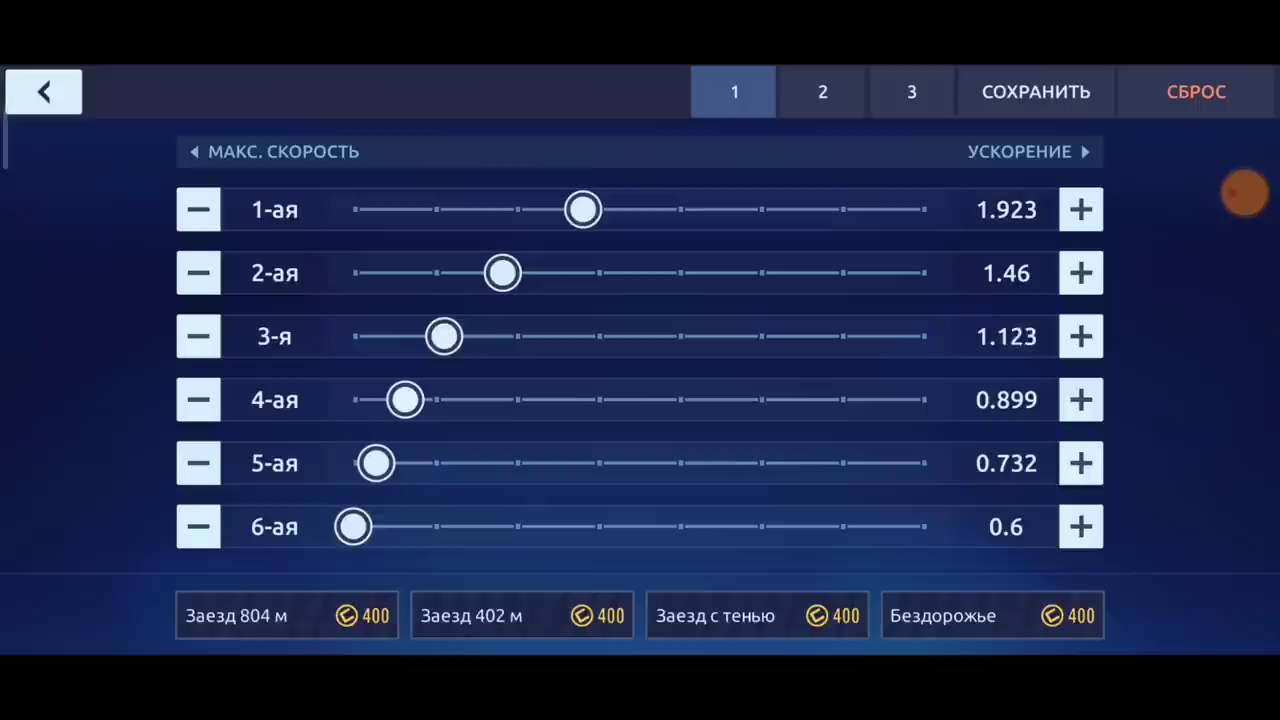 1 2 3 СОХРАНИТЬ СБРОС
МАКС. СКОРОСТЬ УСКОРЕНИЕ
1-ая 1.923
2-ая 1.46
3-я 1.123
4-ая 0.899
5-ая 0.732
6-ая 0.6
Заезд 804 м 400 Заезд 402 м 400 Заезд с тенью 400 Бездорожье 400